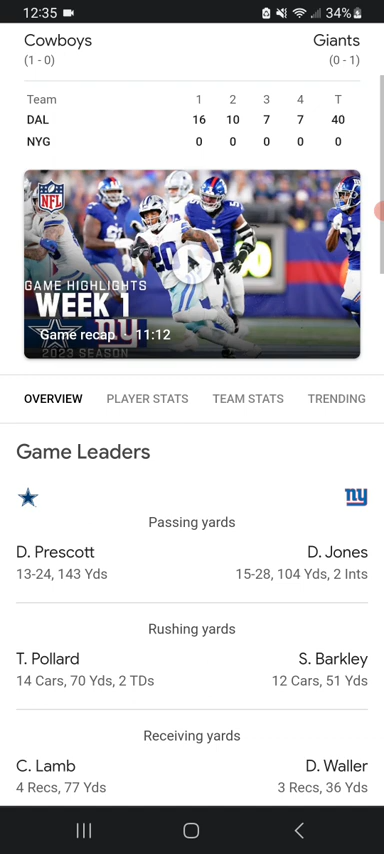 12:35 34%
Cowboys Giants
(1 - 0) (0 - 1)
Team 1 2 3 4 T
DAL 16 10 7 7 40
NYG 0 0 0 0 0
NFL
20
GAME HIGHLIGHTS
WEEK 1
ny
Game recap 11:12
2023 SEASON
OVERVIEW PLAYER STATS TEAM STATS TRENDING
Game Leaders
ny
Passing yards
D. Prescott D. Jones
13-24, 143 Yds 15-28, 104 Yds, 2 Ints
Rushing yards
T. Pollard S. Barkley
14 Cars, 70 Yds, 2 TDs 12 Cars, 51 Yds
Receiving yards
C. Lamb D. Waller
4 Recs, 77 Yds 3 Recs, 36 Yds